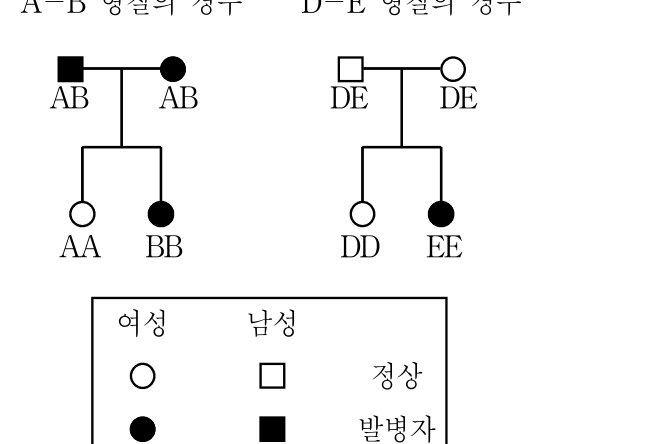 A-B 형질의 경우 D-E 형질의 경우
AB AB DE DE
AA BB DD EE
여성 남성
정상
발병자